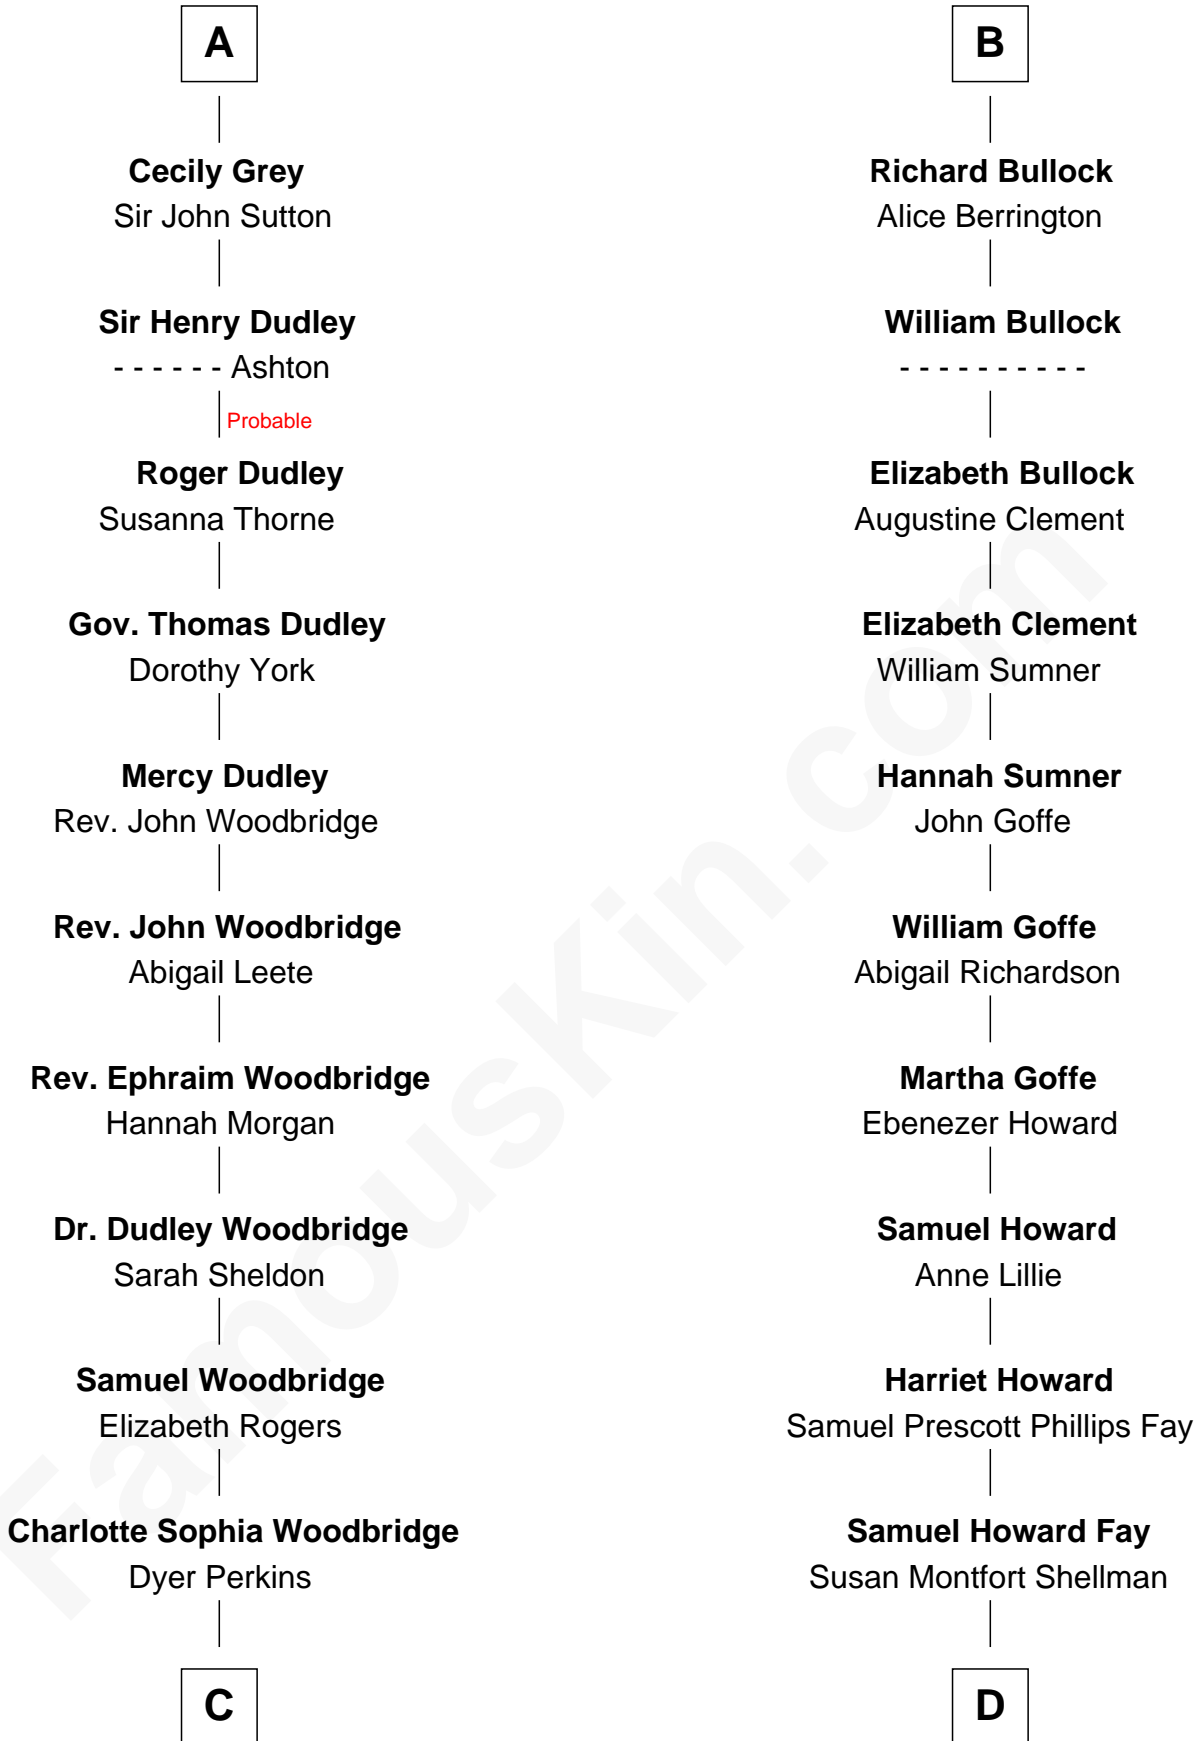 A
Cecily Grey
Sir John Sutton
Sir Henry Dudley
- - - - - - Ashton
Probable
Roger Dudley
Susanna Thorne
Gov. Thomas Dudley
Dorothy York
Mercy Dudley
Rev. John Woodbridge
Rev. John Woodbridge
Abigail Leete
Rev. Ephraim Woodbridge
Hannah Morgan
Dr. Dudley Woodbridge
Sarah Sheldon
Samuel Woodbridge
Elizabeth Rogers
Charlotte Sophia Woodbridge
Dyer Perkins
C
B
Richard Bullock
Alice Berrington
William Bullock
- - - - - - - - - -
Elizabeth Bullock
Augustine Clement
Elizabeth Clement
William Sumner
Hannah Sumner
John Goffe
William Goffe
Abigail Richardson
Martha Goffe
Ebenezer Howard
Samuel Howard
Anne Lillie
Harriet Howard
Samuel Prescott Phillips Fay
Samuel Howard Fay
Susan Montfort Shellman
D
FamousKin.com